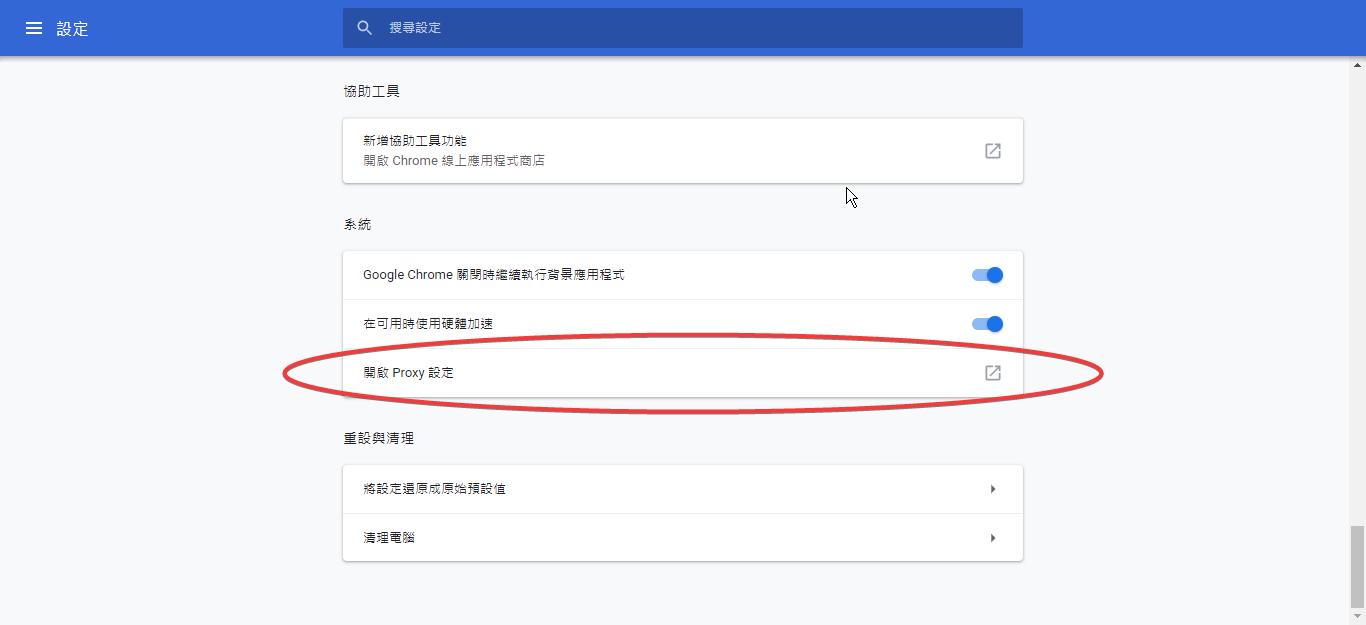 設定
搜尋設定
協助工具
新增協助工具功能
開啟 Chrome 線上應用程式商店
系統
Google Chrome 關閉時繼續執行背景應用程式
在可用時使用硬體加速
開啟 Proxy 設定
重設與清理
將設定還原成原始預設值
清理電腦